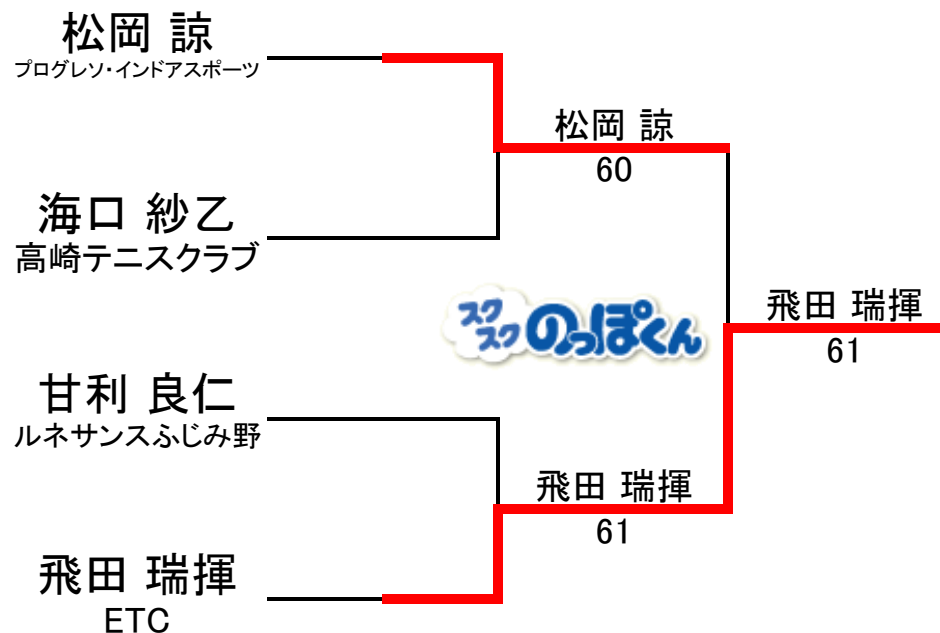 松岡 諒
プログレソ・インドアスポーツ
松岡 諒
60
海口 紗乙
高崎テニスクラブ
スクスク のっぽくん
飛田 瑞揮
61
甘利 良仁
ルネサンスふじみ野
飛田 瑞揮
61
飛田 瑞揮
ETC